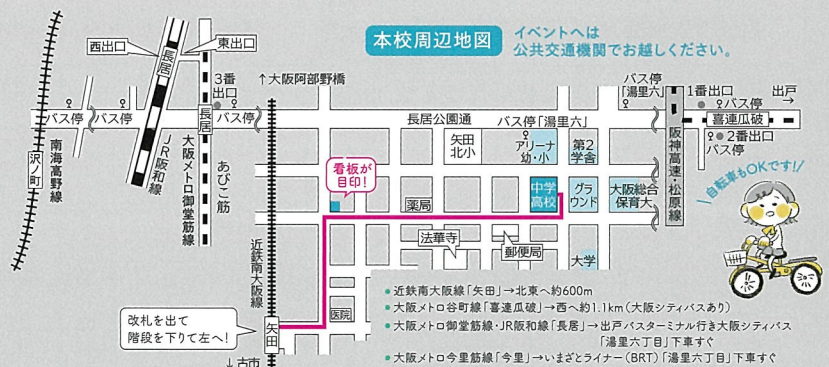 本校周辺地図
イベントへは
公共交通機関でお越しください。
西出口
東出口
長居
3番
出口
バス停
バス停
長居
↑大阪阿部野橋
長居公園通
バス停「湯里六」
バス停
「湯里六」
1番出口
バス停
出戸
→
喜連瓜破
2番出口
バス停
沢ノ町
南海高野線
JR阪和線
大阪メトロ御堂筋線
あびこ筋
近鉄南大阪線
矢田
北小
アリーナ
幼・小
第2
学舎
阪神高速・松原線
看板が
目印!
薬局
中学
高校
グラ
ウンド
大阪総合
保育大
自転車もOKです!
法華寺
郵便局
大学
医院
改札を出て
階段を下りて左へ!
矢田
↓古市
●近鉄南大阪線「矢田」→北東へ約600m
●大阪メトロ谷町線「喜連瓜破」→西へ約1.1km(大阪シティバスあり)
●大阪メトロ御堂筋線・JR阪和線「長居」→出戸バスターミナル行き大阪シティバス
「湯里六丁目」下車すぐ
●大阪メトロ今里筋線「今里」→いまざとライナー(BRT)「湯里六丁目」下車すぐ